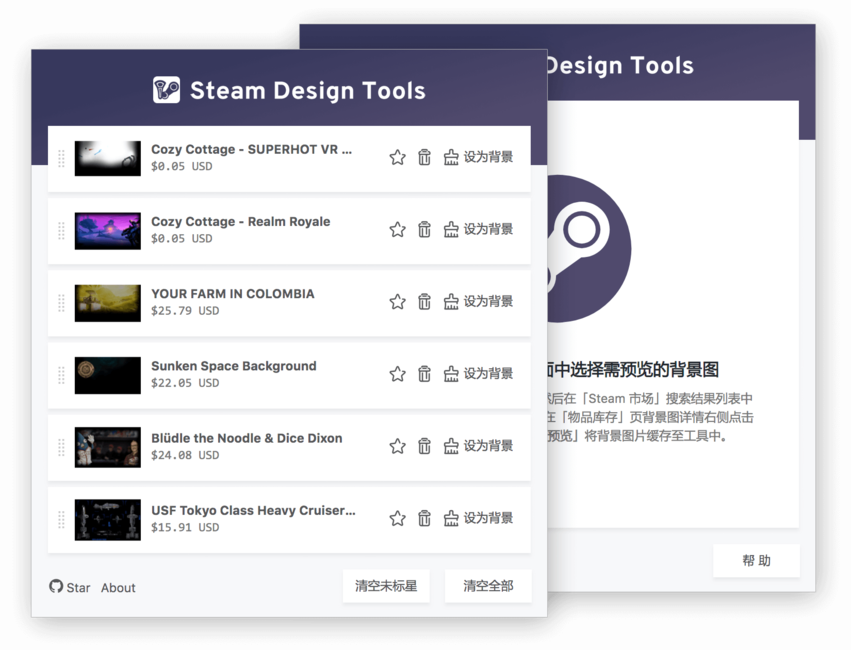 Steam Design Tools
Cozy Cottage - SUPERHOT VR ...
$0.05 USD
设为背景
Cozy Cottage - Realm Royale
$0.05 USD
设为背景
YOUR FARM IN COLOMBIA
$25.79 USD
设为背景
Sunken Space Background
$22.05 USD
设为背景
Blüdle the Noodle & Dice Dixon
$24.08 USD
设为背景
USF Tokyo Class Heavy Cruiser...
$15.91 USD
设为背景
Star About
清空未标星 清空全部
Design Tools
面中选择需预览的背景图
然后在「Steam 市场」搜索结果列表中
在「物品库存」页背景图详情右侧点击
预览」将背景图片缓存至工具中。
帮 助